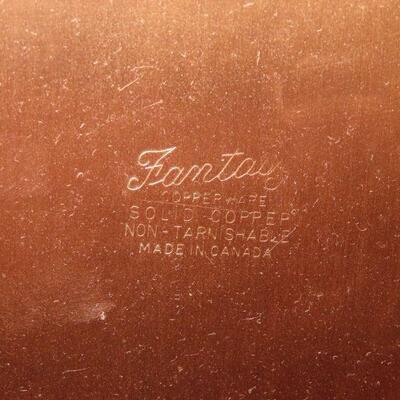 Fantasy
COPPERWARE
SOLID COPPER
NON-TARNISHABLE
MADE IN CANADA